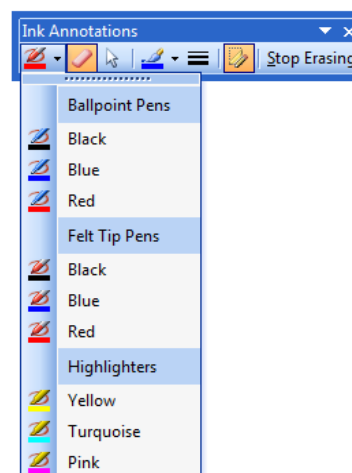 Ink Annotations
Stop Erasing
Ballpoint Pens
Black
Blue
Red
Felt Tip Pens
Black
Blue
Red
Highlighters
Yellow
Turquoise
Pink